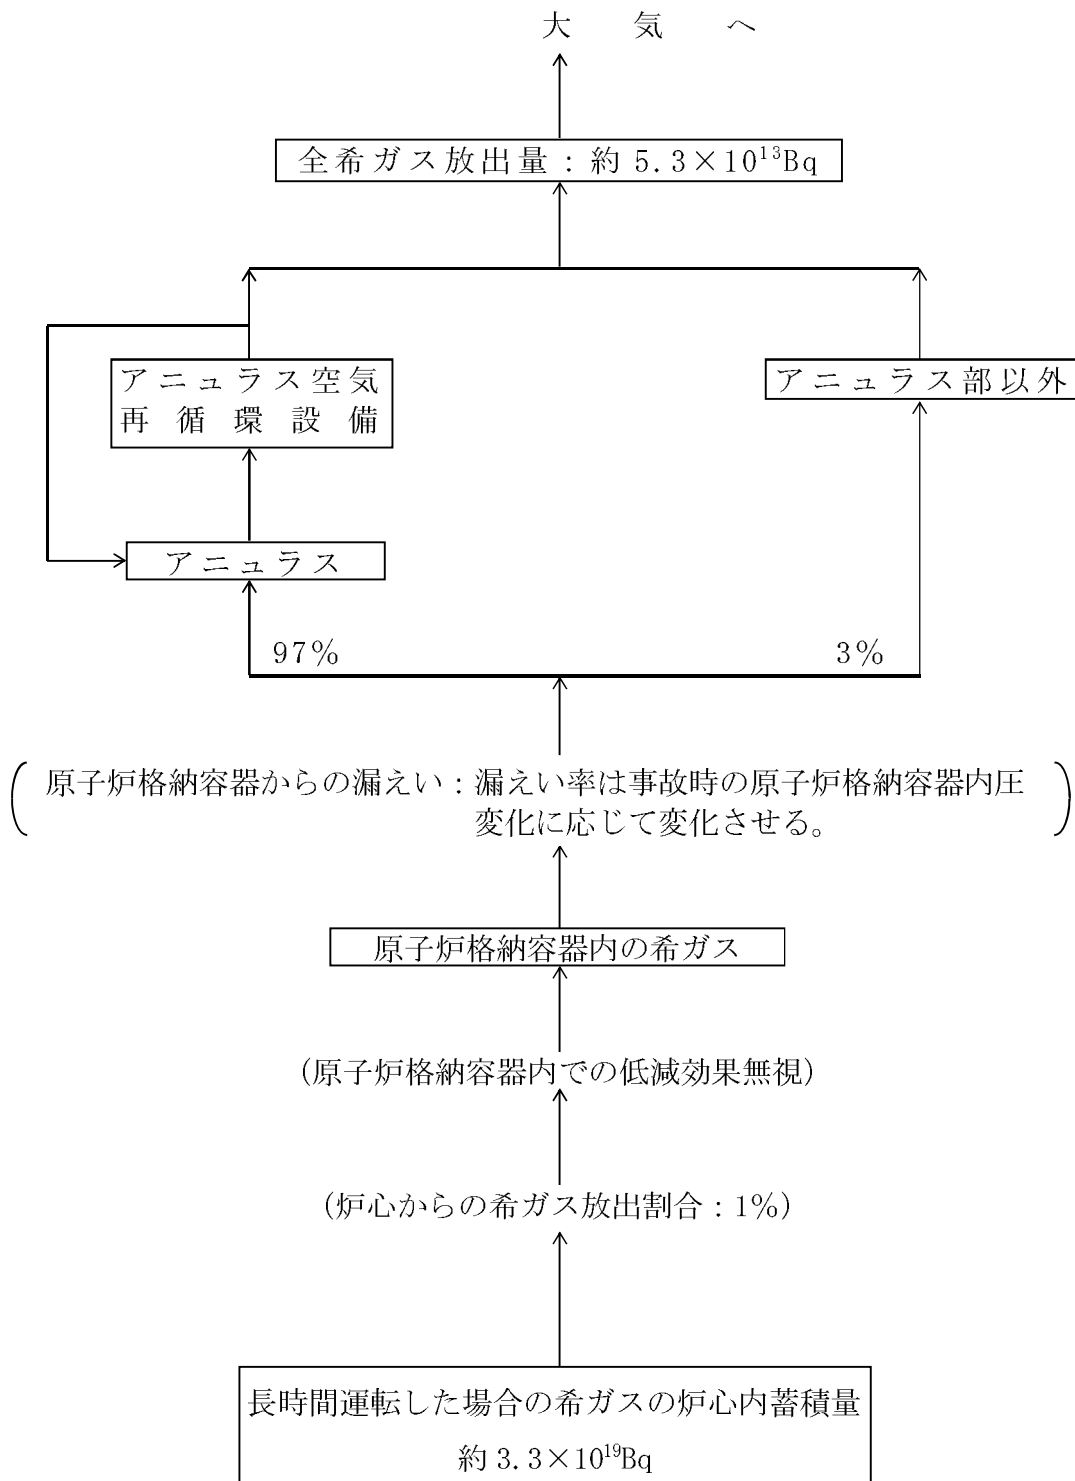 大気へ
全希ガス放出量：約 5.3×10¹³Bq
アニュラス空気
再循環設備
アニュラス部以外
アニュラス
97%
3%
原子炉格納容器からの漏えい：漏えい率は事故時の原子炉格納容器内圧
変化に応じて変化させる。
原子炉格納容器内の希ガス
(原子炉格納容器内での低減効果無視)
(炉心からの希ガス放出割合：1%)
長時間運転した場合の希ガスの炉心内蓄積量
約 3.3×10¹⁹Bq